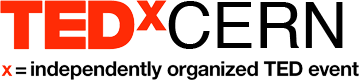 TEDxCERN
x = independently organized TED event